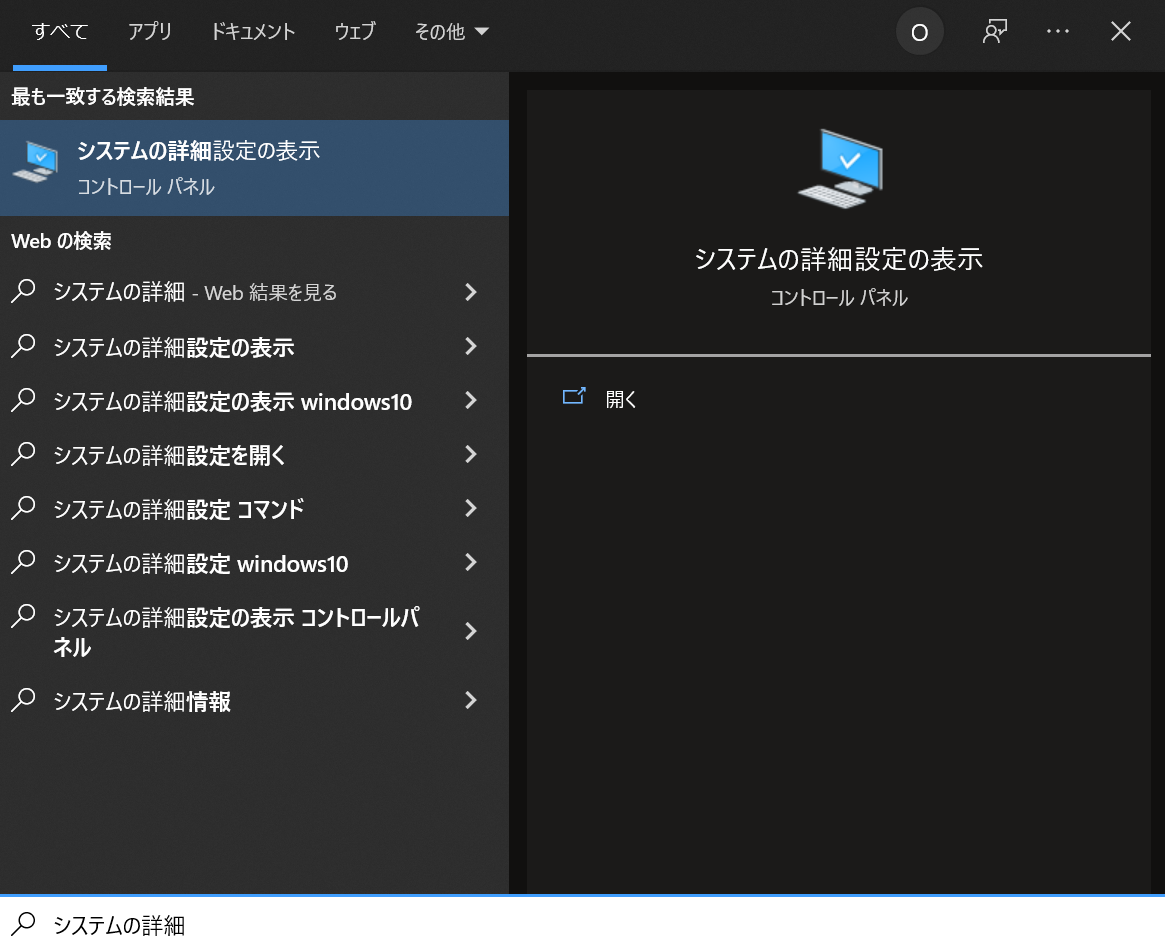 すべて アプリ ドキュメント ウェブ その他 O
最も一致する検索結果
システムの詳細設定の表示
コントロール パネル
Web の検索
システムの詳細 - Web 結果を見る
システムの詳細設定の表示
システムの詳細設定の表示 windows10
システムの詳細設定を開く
システムの詳細設定 コマンド
システムの詳細設定 windows10
システムの詳細設定の表示 コントロールパ
ネル
システムの詳細情報
システムの詳細設定の表示
コントロール パネル
開く
システムの詳細